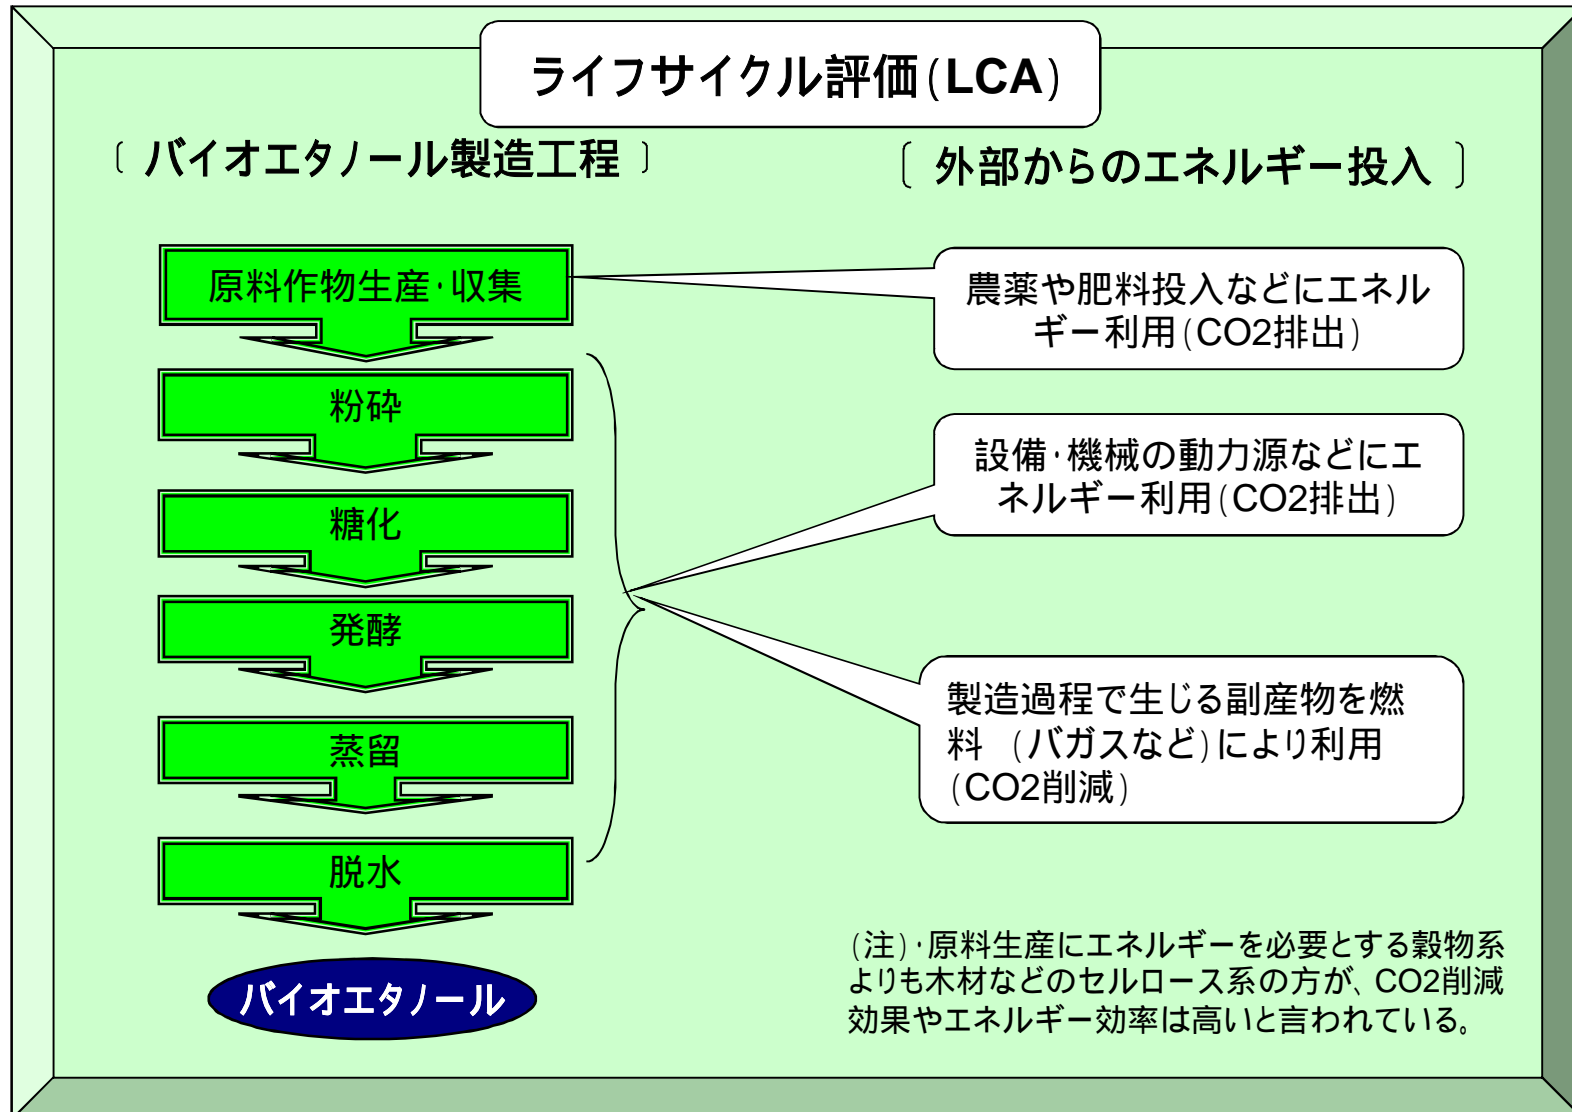 ライフサイクル評価(LCA)
〔 バイオエタノール製造工程 〕
〔 外部からのエネルギー投入 〕
原料作物生産・収集
粉砕
糖化
発酵
蒸留
脱水
バイオエタノール
農薬や肥料投入などにエネル
ギー利用(CO2排出)
設備・機械の動力源などにエ
ネルギー利用(CO2排出)
製造過程で生じる副産物を燃
料 (バガスなど)により利用
(CO2削減)
(注)・原料生産にエネルギーを必要とする穀物系
よりも木材などのセルロース系の方が、CO2削減
効果やエネルギー効率は高いと言われている。